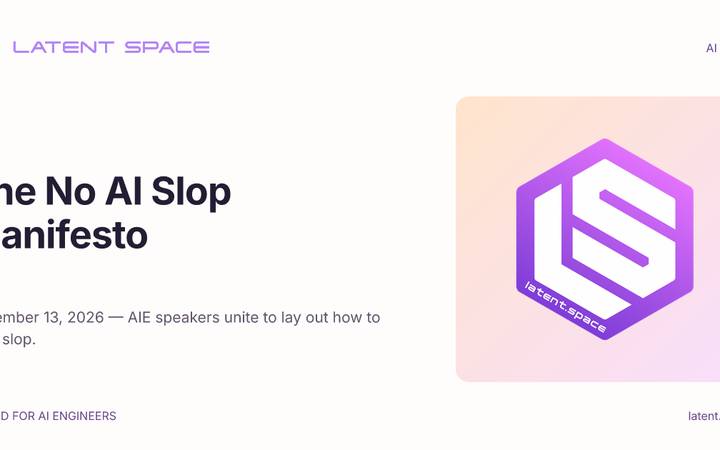 LATENT SPACE
AI
ne No AI Slop
anifesto
ember 13, 2026 — AIE speakers unite to lay out how to
slop.
latent.space
D FOR AI ENGINEERS
latent.